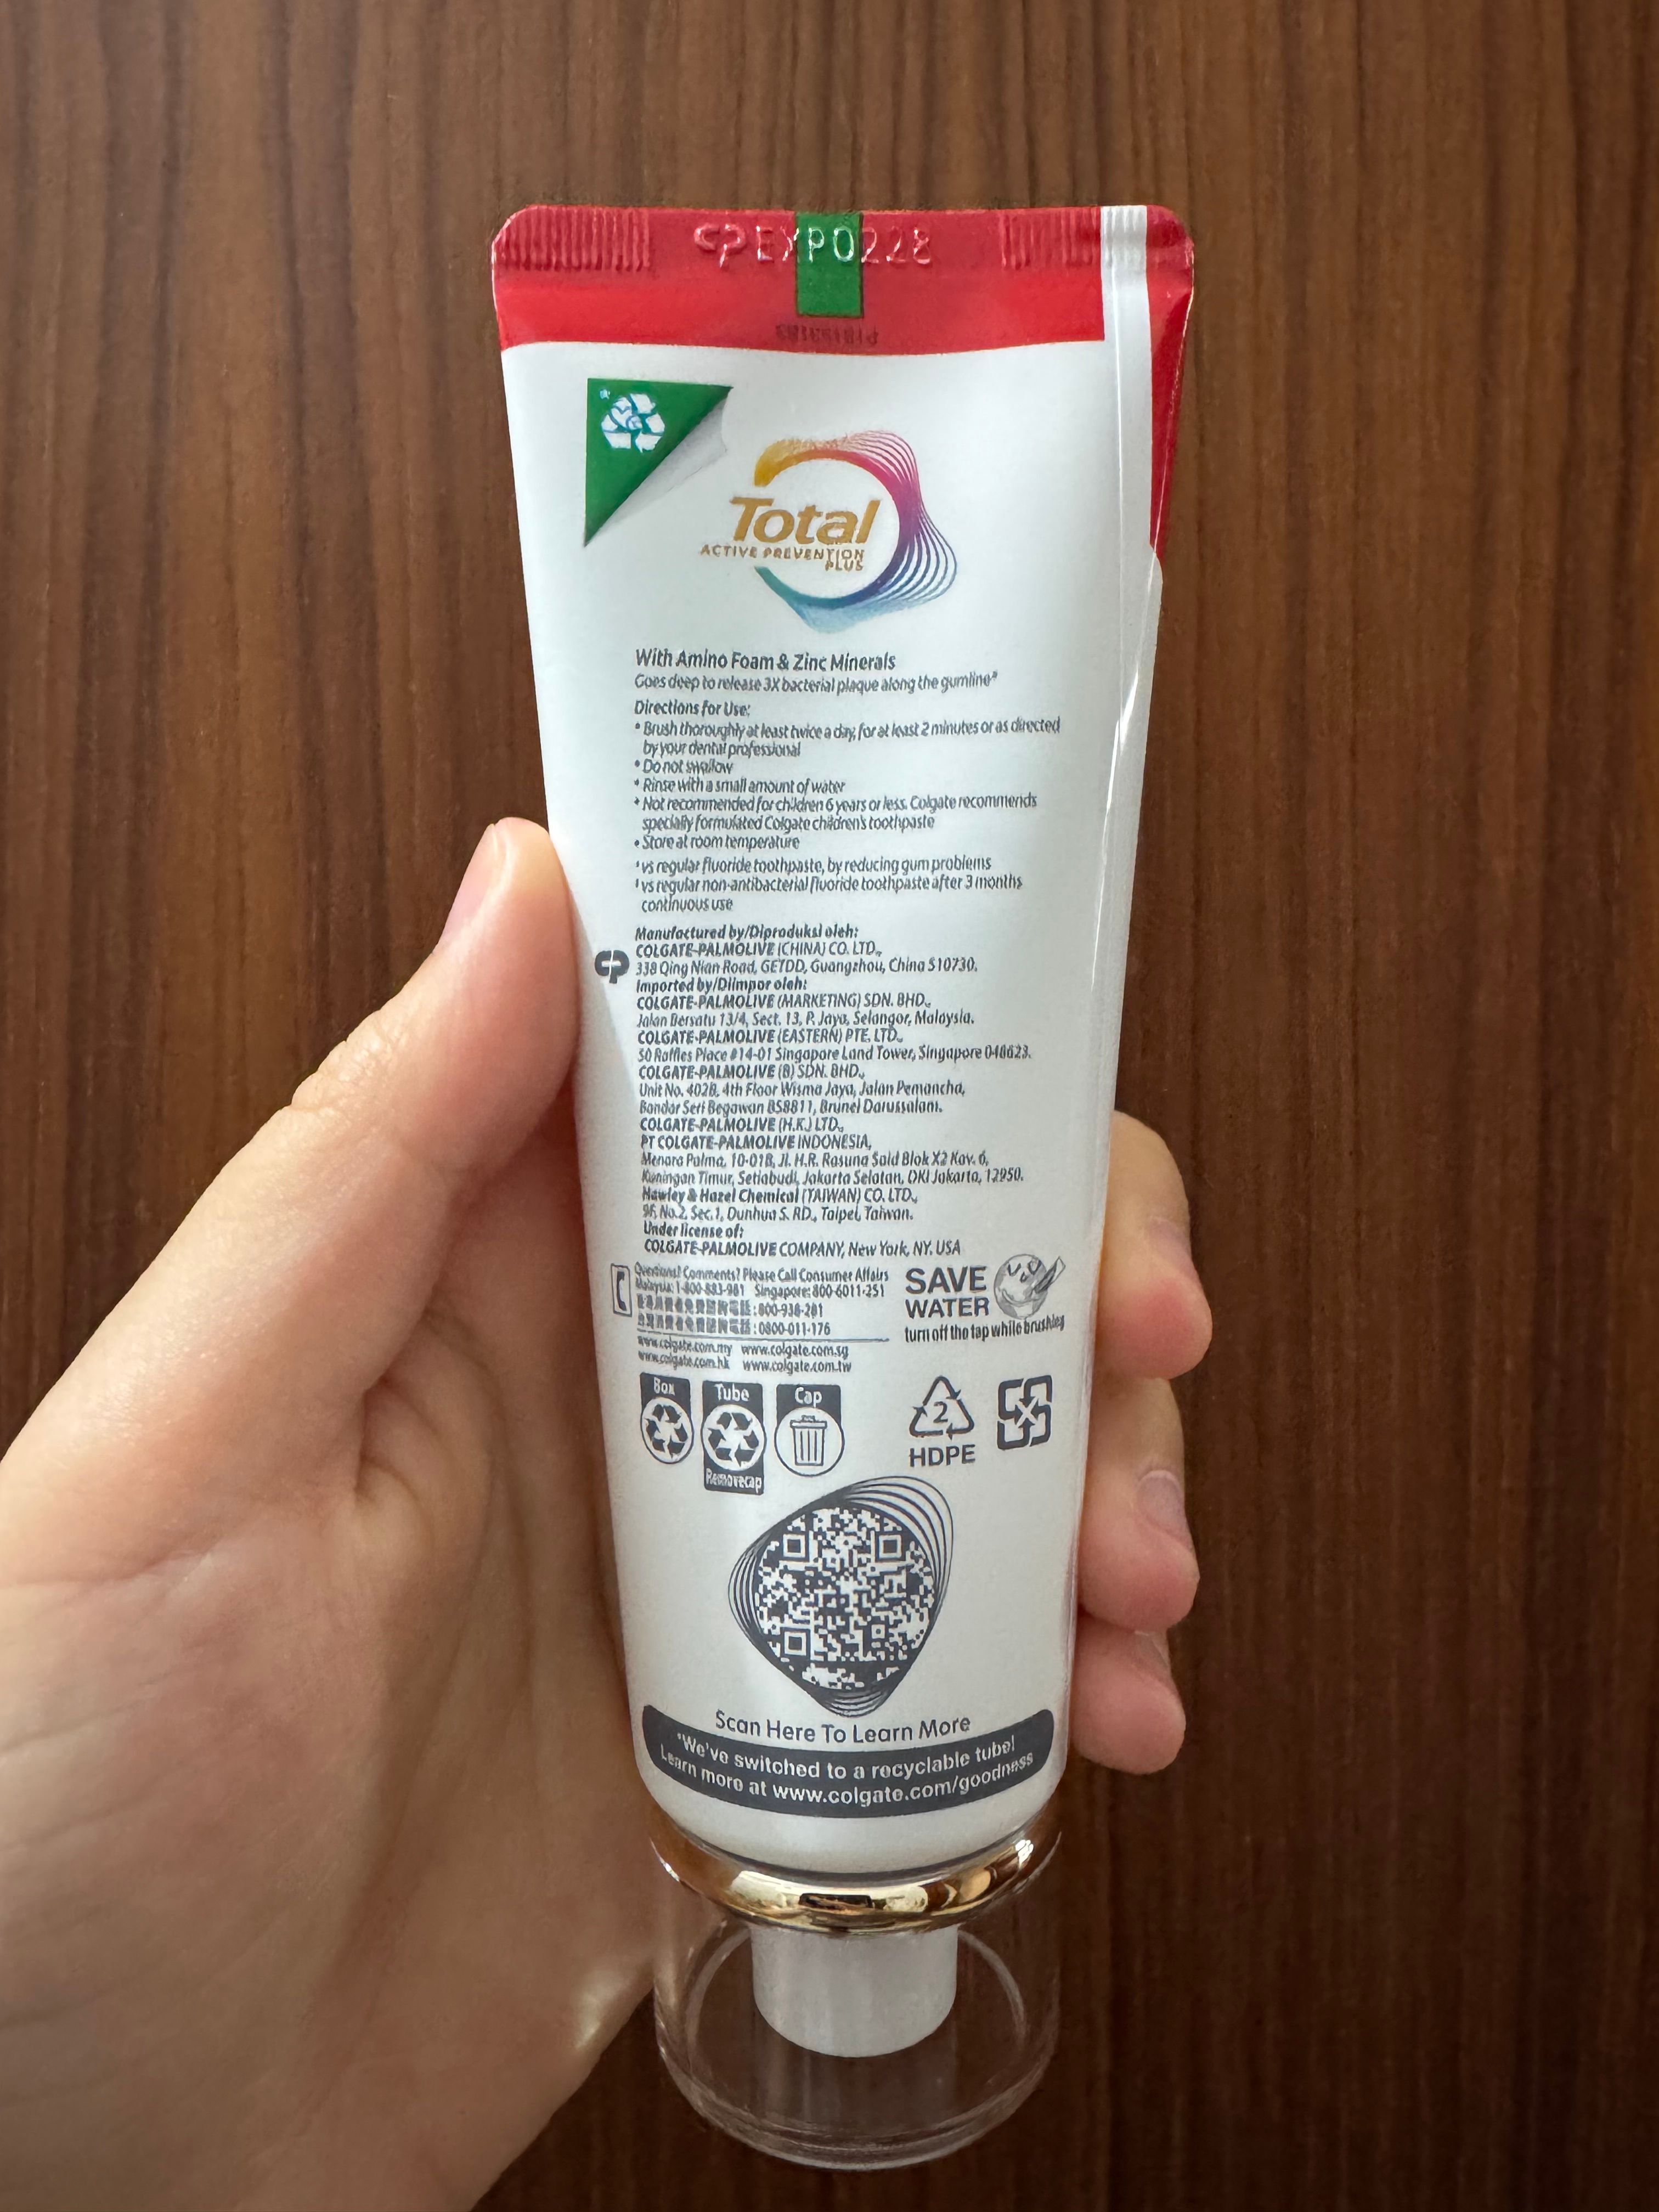 CP EXP0228
Total
ACTIVE PREVENTION
PLUS
With Amino Foam & Zinc Minerals
Goes deep to release 3X bacterial plaque along the gumline
Directions for Use:
• Brush thoroughly at least twice a day, for at least 2 minutes or as directed
by your dental professional
• Do not swallow
• Rinse with a small amount of water
• Not recommended for children 6 years or less. Colgate recommends
specially formulated Colgate children's toothpaste
• Store at room temperature
vs regular fluoride toothpaste, by reducing gum problems
vs regular non-antibacterial fluoride toothpaste after 3 months
continuous use
Manufactured by/Diproduksi oleh:
COLGATE-PALMOLIVE (CHINA) CO. LTD.,
CP 338 Qing Nian Road, GETDD, Guangzhou, China 510730.
Imported by/Diimpor oleh:
COLGATE-PALMOLIVE (MARKETING) SDN. BHD.,
Jalan Bersatu 13/4, Sect. 13, P. Jaya, Selangor, Malaysia.
COLGATE-PALMOLIVE (EASTERN) PTE. LTD.,
50 Raffles Place #14-01 Singapore Land Tower, Singapore 048623.
COLGATE-PALMOLIVE (B) SDN. BHD.,
Unit No. 402B, 4th Floor Wisma Jaya, Jalan Pemancha,
Bandar Seri Begawan BS8811, Brunei Darussalam.
COLGATE-PALMOLIVE (H.K.) LTD.,
PT COLGATE-PALMOLIVE INDONESIA,
Menara Palma, 10-01B, Jl. H.R. Rasuna Said Blok X2 Kav. 6,
Kuningan Timur, Setiabudi, Jakarta Selatan, DKI Jakarta, 12950.
Hawley & Hazel Chemical (TAIWAN) CO. LTD.,
9F, No.2, Sec.1, Dunhua S. RD., Taipei, Taiwan.
Under license of:
COLGATE-PALMOLIVE COMPANY, New York, NY. USA
Questions? Comments? Please Call Consumer Affairs
Malaysia: 1-800-883-981 Singapore: 800-6011-251
: 800-938-281
: 0800-011-176
www.colgate.com.my www.colgate.com.sg
www.colgate.com.hk www.colgate.com.tw
SAVE
WATER
turn off the tap while brushing
Box Tube Cap
Remove cap
2
HDPE
Scan Here To Learn More
*We've switched to a recyclable tube!
Learn more at www.colgate.com/goodness